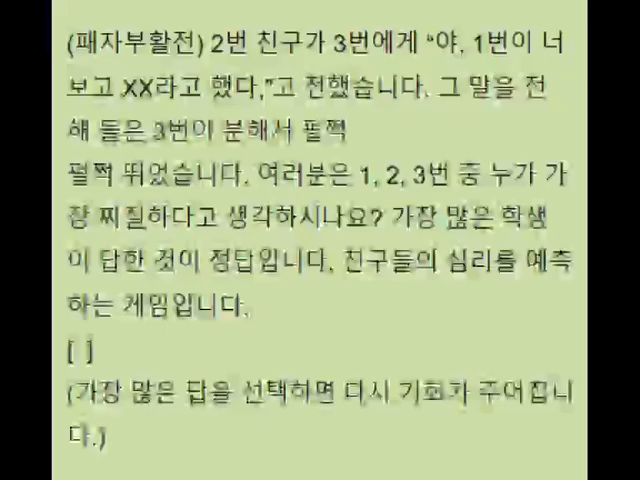 (패자부활전) 2번 친구가 3번에게 “야, 1번이 너
보고 XX라고 했다,”고 전했습니다. 그 말을 전
해 들은 3번이 분해서 펄쩍
펄쩍 뛰었습니다. 여러분은 1, 2, 3번 중 누가 가
장 찌질하다고 생각하시나요? 가장 많은 학생
이 답한 것이 정답입니다. 친구들의 심리를 예측
하는 게임입니다.
[ ]
(가장 많은 답을 선택하면 다시 기회가 주어집니
다.)